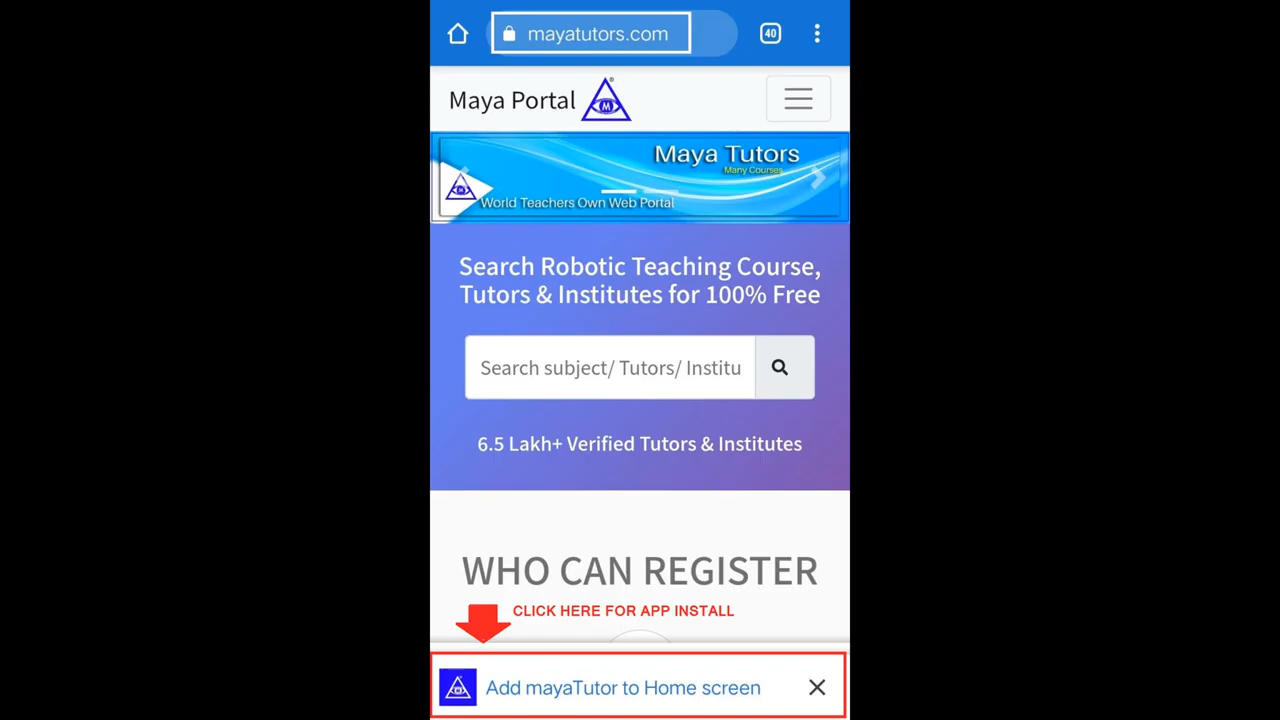 mayatutors.com
40
Maya Portal
M
Maya Tutors
Many Courses
World Teachers Own Web Portal
Search Robotic Teaching Course,
Tutors & Institutes for 100% Free
Search subject/ Tutors/ Institu
6.5 Lakh+ Verified Tutors & Institutes
WHO CAN REGISTER
CLICK HERE FOR APP INSTALL
Add mayaTutor to Home screen